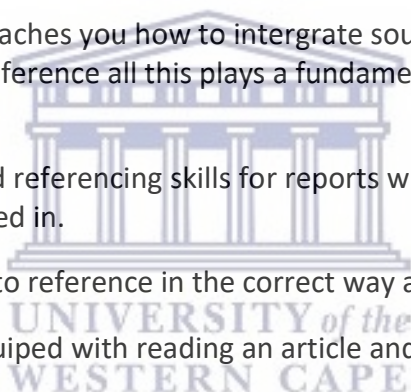 aches you how to intergrate sou
ference all this plays a fundame
d referencing skills for reports w
ed in.
to reference in the correct way a
UNIVERSITY of the
uiped with reading an article and
WESTERN CAPE